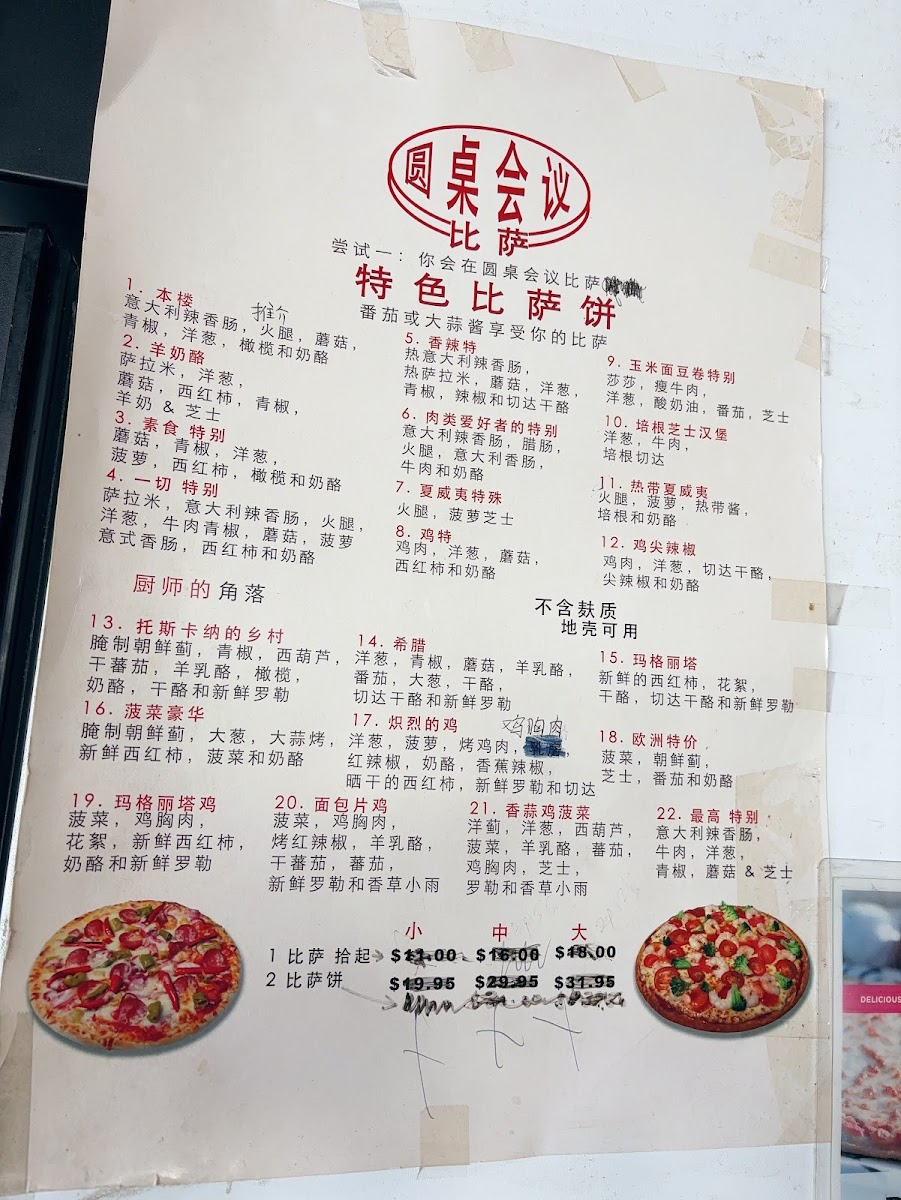 圆桌会议
比萨
尝试一：你会在圆桌会议比萨
特色比萨饼
番茄或大蒜酱享受你的比萨
1. 本楼
推介
意大利辣香肠，火腿，蘑菇，
青椒，洋葱，橄榄和奶酪
2. 羊奶酪
萨拉米，洋葱，
蘑菇，西红柿，青椒，
羊奶 & 芝士
3. 素食 特别
蘑菇，青椒，洋葱，
菠萝，西红柿，橄榄和奶酪
4. 一切 特别
萨拉米，意大利辣香肠，火腿，
洋葱，牛肉青椒，蘑菇，菠萝
意式香肠，西红柿和奶酪
5. 香辣特
热意大利辣香肠，
热萨拉米，蘑菇，洋葱，
青椒，辣椒和切达干酪
6. 肉类爱好者的特别
意大利辣香肠，腊肠，
火腿，意大利香肠，
牛肉和奶酪
7. 夏威夷特殊
火腿，菠萝芝士
8. 鸡特
鸡肉，洋葱，蘑菇，
西红柿和奶酪
9. 玉米面豆卷特别
莎莎，瘦牛肉，
洋葱，酸奶油，番茄，芝士
10. 培根芝士汉堡
洋葱，牛肉，
培根切达
11. 热带夏威夷
火腿，菠萝，热带酱，
培根和奶酪
12. 鸡尖辣椒
鸡肉，洋葱，切达干酪，
尖辣椒和奶酪
厨师的 角落
不含麸质
地壳可用
13. 托斯卡纳的乡村
腌制朝鲜蓟，青椒，西葫芦，
干蕃茄，羊乳酪，橄榄，
奶酪，干酪和新鲜罗勒
14. 希腊
洋葱，青椒，蘑菇，羊乳酪，
番茄，大葱，干酪，
切达干酪和新鲜罗勒
15. 玛格丽塔
新鲜的西红柿，花絮，
干酪，切达干酪和新鲜罗勒
16. 菠菜豪华
腌制朝鲜蓟，大葱，大蒜烤，
新鲜西红柿，菠菜和奶酪
17. 炽烈的鸡
鸡胸肉
洋葱，菠萝，烤鸡肉，
红辣椒，奶酪，香蕉辣椒，
晒干的西红柿，新鲜罗勒和切达
18. 欧洲特价
菠菜，朝鲜蓟，
芝士，番茄和奶酪
19. 玛格丽塔鸡
菠菜，鸡胸肉，
花絮，新鲜西红柿，
奶酪和新鲜罗勒
20. 面包片鸡
菠菜，鸡胸肉，
烤红辣椒，羊乳酪，
干蕃茄，蕃茄，
新鲜罗勒和香草小雨
21. 香蒜鸡菠菜
洋蓟，洋葱，西葫芦，
菠菜，羊乳酪，蕃茄，
鸡胸肉，芝士，
罗勒和香草小雨
22. 最高 特别
意大利辣香肠，
牛肉，洋葱，
青椒，蘑菇 & 芝士
小 中 大
1 比萨 拾起 $11.00 $16.00 $18.00
2 比萨饼 $19.95 $29.95 $31.95
DELICIOUS